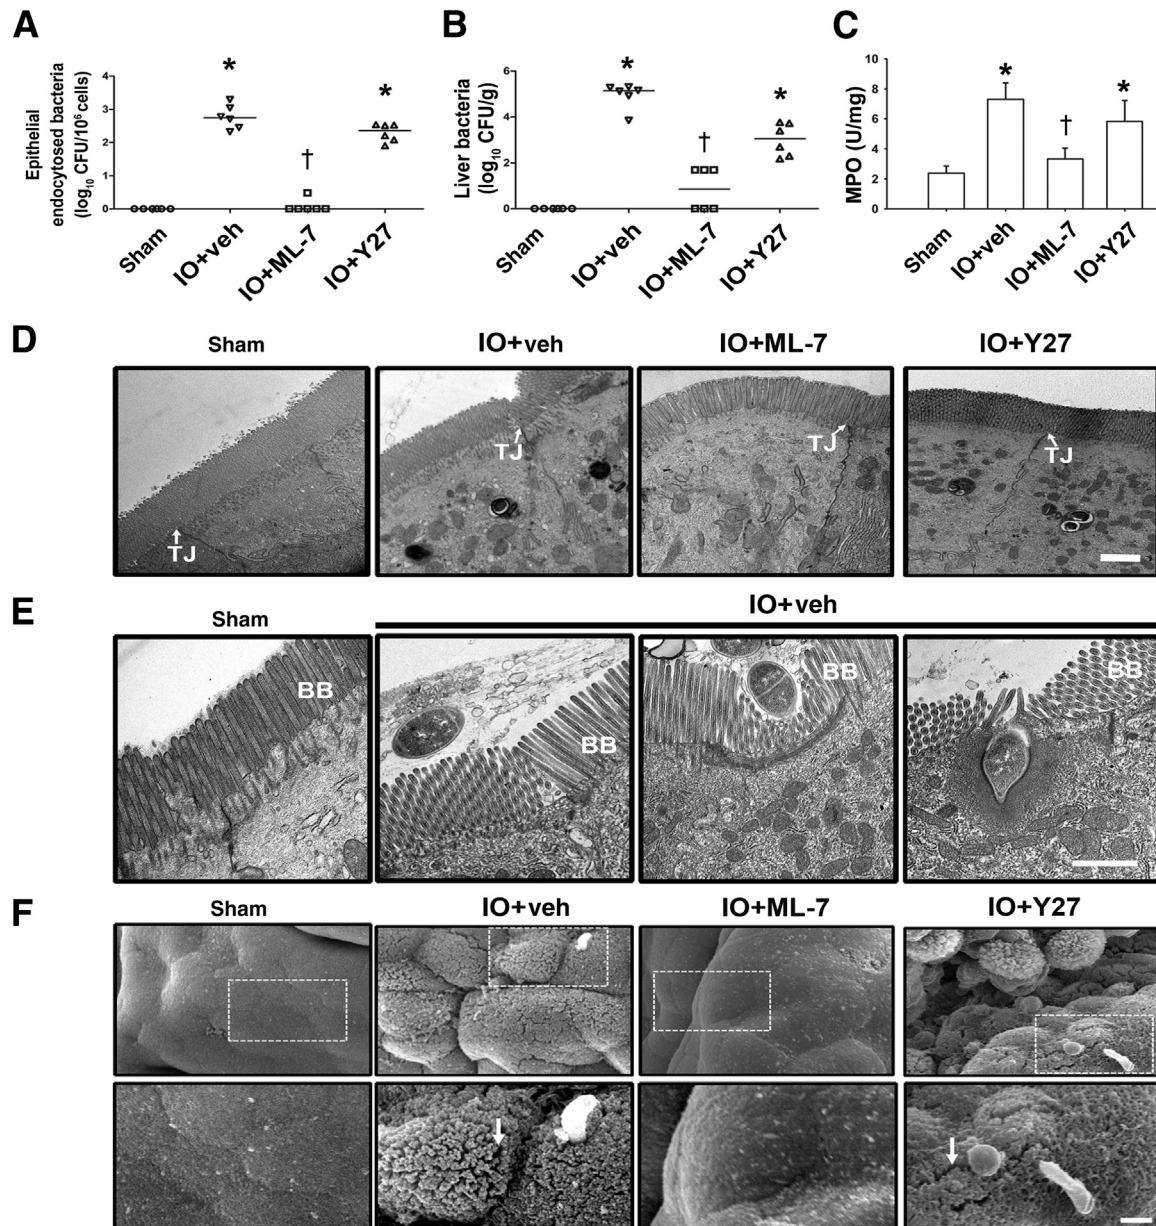 A
Epithelial
endocytosed bacteria
(log10 CFU/10⁶ cells)
4
3
2
1
0
*
†
*
Sham
IO+veh
IO+ML-7
IO+Y27
B
Liver bacteria
(log10 CFU/g)
6
4
2
0
*
†
*
Sham
IO+veh
IO+ML-7
IO+Y27
C
MPO (U/mg)
10
8
6
4
2
0
*
†
*
Sham
IO+veh
IO+ML-7
IO+Y27
D
Sham
IO+veh
IO+ML-7
IO+Y27
TJ
TJ
TJ
TJ
E
Sham
IO+veh
BB
BB
BB
BB
F
Sham
IO+veh
IO+ML-7
IO+Y27